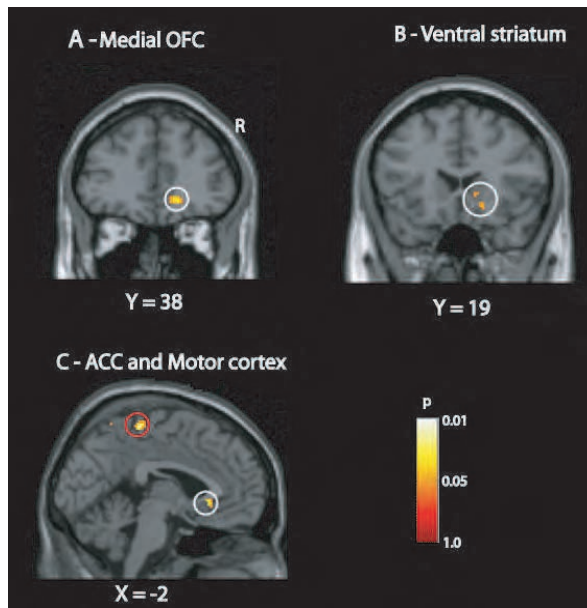 A - Medial OFC
B - Ventral striatum
R
Y = 38
Y = 19
C - ACC and Motor cortex
p
0.01
0.05
1.0
X = -2